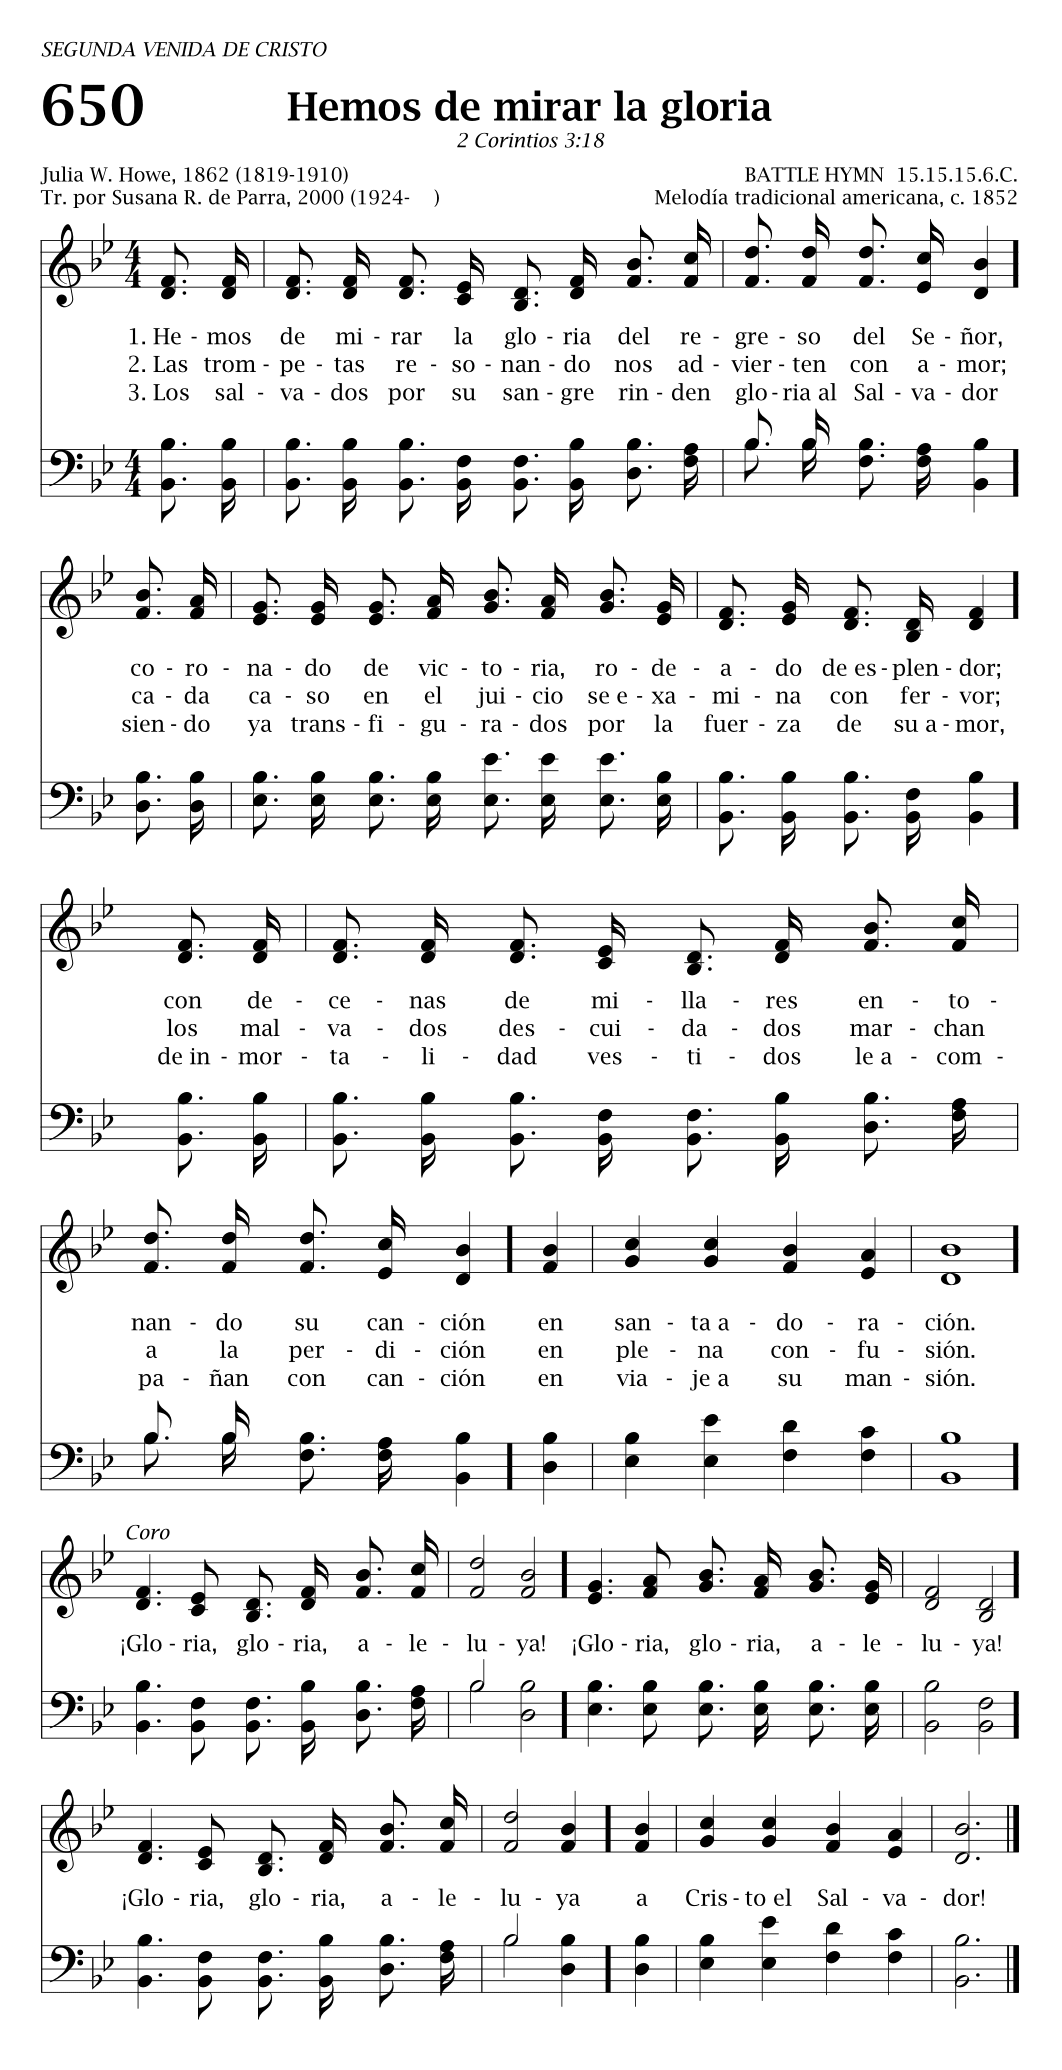 SEGUNDA VENIDA DE CRISTO
650
Hemos de mirar la gloria
2 Corintios 3:18
Julia W. Howe, 1862 (1819-1910)
BATTLE HYMN 15.15.15.6.C.
Tr. por Susana R. de Parra, 2000 (1924- )
Melodía tradicional americana, c. 1852
1. He - mos de mi - rar la glo - ria del re - gre - so del Se - ñor,
2. Las trom - pe - tas re - so - nan - do nos ad - vier - ten con a - mor;
3. Los sal - va - dos por su san - gre rin - den glo - ria al Sal - va - dor
co - ro - na - do de vic - to - ria, ro - de - a - do de es - plen - dor;
ca - da ca - so en el jui - cio se e - xa - mi - na con fer - vor;
sien - do ya trans - fi - gu - ra - dos por la fuer - za de su a - mor,
con de - ce - nas de mi - lla - res en - to -
los mal - va - dos des - cui - da - dos mar - chan
de in - mor - ta - li - dad ves - ti - dos le a - com -
nan - do su can - ción en san - ta a - do - ra - ción.
a la per - di - ción en ple - na con - fu - sión.
pa - ñan con can - ción en via - je a su man - sión.
Coro
¡Glo - ria, glo - ria, a - le - lu - ya! ¡Glo - ria, glo - ria, a - le - lu - ya!
¡Glo - ria, glo - ria, a - le - lu - ya a Cris - to el Sal - va - dor!